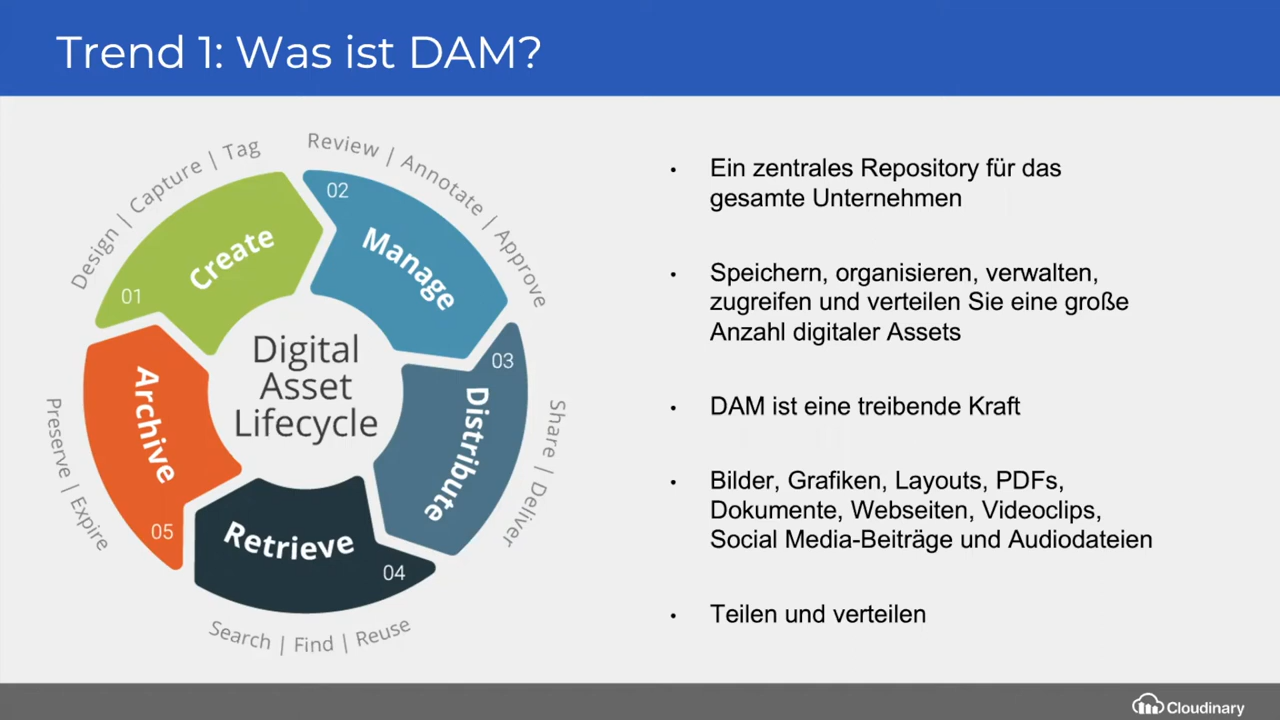 Trend 1: Was ist DAM?
Design | Capture | Tag
Review | Annotate | Approve
01
Create
02
Manage
03
Distribute
Share | Deliver
04
Retrieve
Search | Find | Reuse
05
Archive
Preserve | Expire
Digital
Asset
Lifecycle
• Ein zentrales Repository für das
gesamte Unternehmen
• Speichern, organisieren, verwalten,
zugreifen und verteilen Sie eine große
Anzahl digitaler Assets
• DAM ist eine treibende Kraft
• Bilder, Grafiken, Layouts, PDFs,
Dokumente, Webseiten, Videoclips,
Social Media-Beiträge und Audiodateien
• Teilen und verteilen
Cloudinary